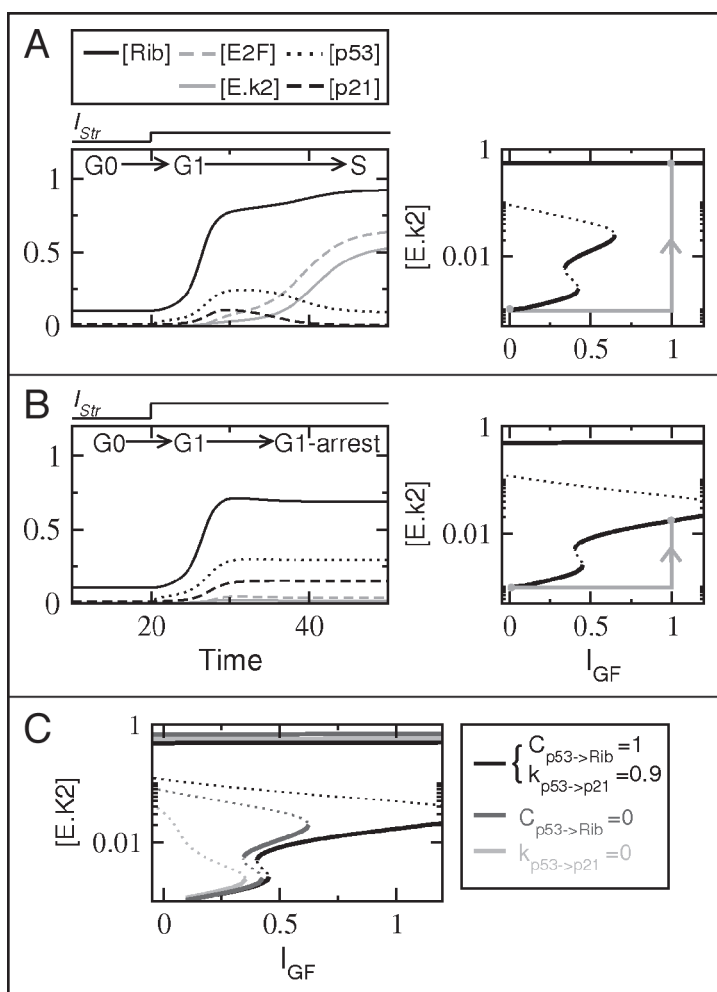 A
[Rib] [E2F] [p53]
[E.k2] [p21]
I_Str
G0 G1 S
1
0.5
0
[E.k2]
1
0.01
0 0.5 1
B
I_Str
G0 G1 G1-arrest
1
0.5
0
20 40
Time
[E.k2]
1
0.01
0 0.5 1
I_GF
C
[E.K2]
1
0.01
0 0.5 1
I_GF
{ C_p53->Rib =1
k_p53->p21 =0.9
C_p53->Rib =0
k_p53->p21 =0